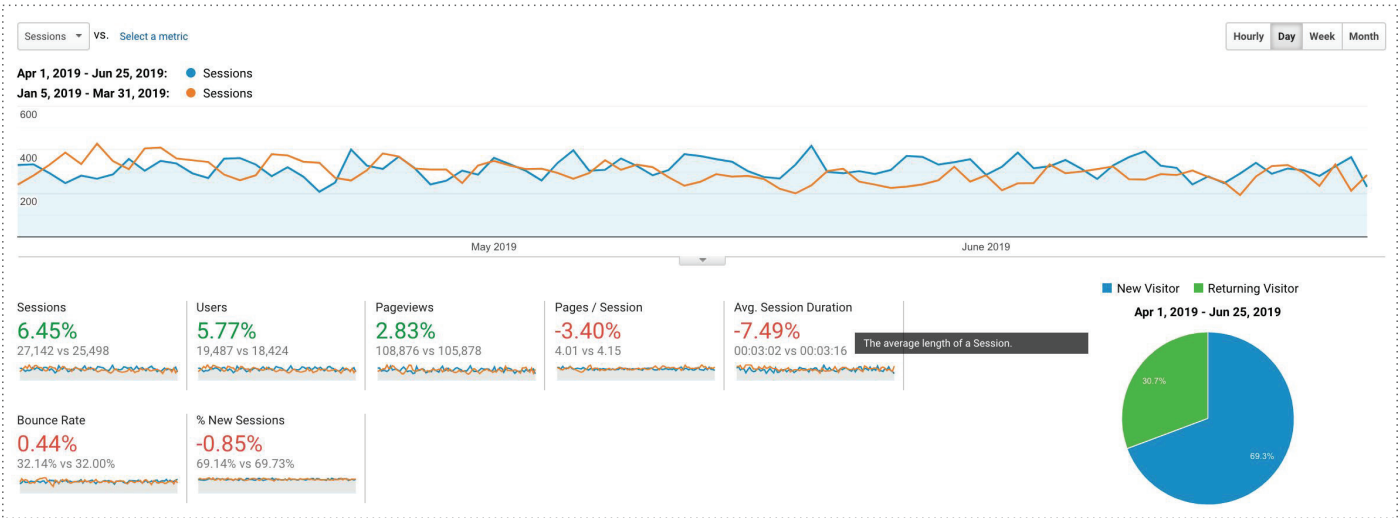 Sessions vs. Select a metric
Hourly Day Week Month
Apr 1, 2019 - Jun 25, 2019: Sessions
Jan 5, 2019 - Mar 31, 2019: Sessions
600
400
200
May 2019 June 2019
New Visitor Returning Visitor
Apr 1, 2019 - Jun 25, 2019
Sessions
6.45%
27,142 vs 25,498
Users
5.77%
19,487 vs 18,424
Pageviews
2.83%
108,876 vs 105,878
Pages / Session
-3.40%
4.01 vs 4.15
Avg. Session Duration
-7.49%
00:03:02 vs 00:03:16
The average length of a Session.
Bounce Rate
0.44%
32.14% vs 32.00%
% New Sessions
-0.85%
69.14% vs 69.73%
30.7%
69.3%